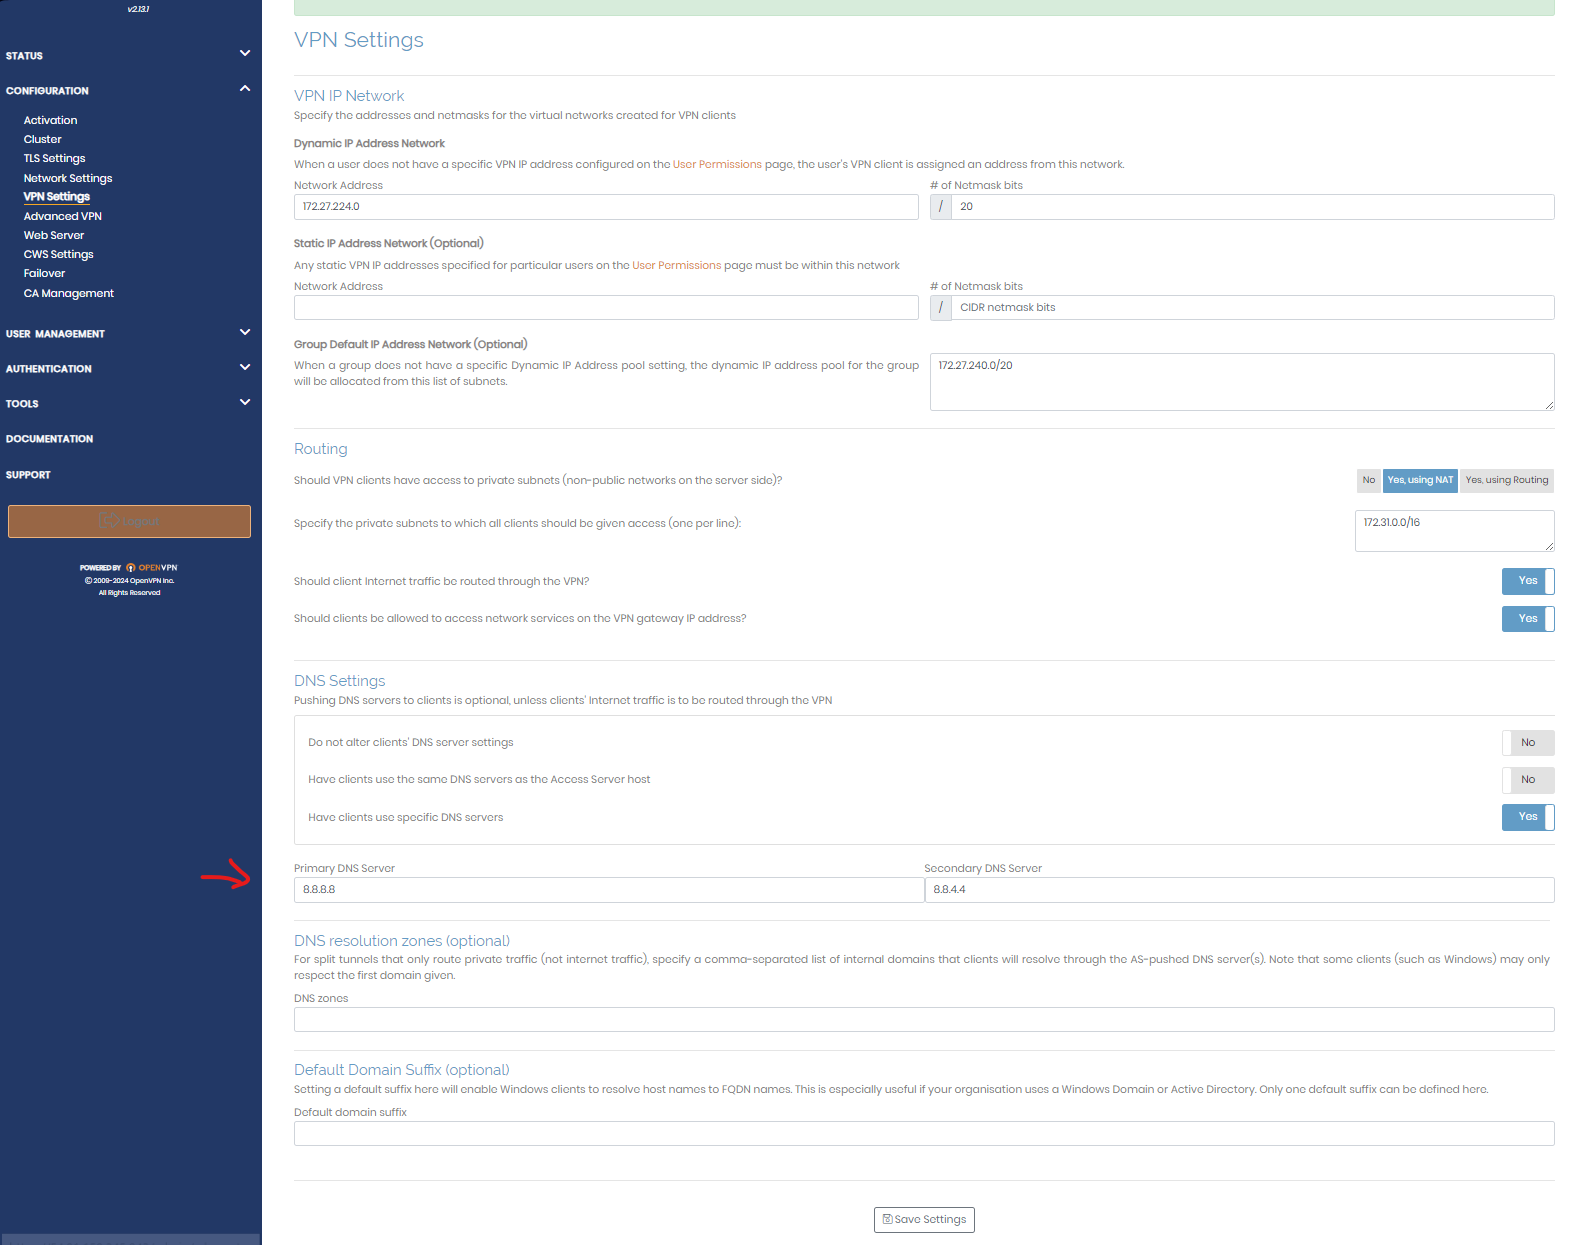 v2.13.1
STATUS
CONFIGURATION
Activation
Cluster
TLS Settings
Network Settings
VPN Settings
Advanced VPN
Web Server
CWS Settings
Failover
CA Management
USER MANAGEMENT
AUTHENTICATION
TOOLS
DOCUMENTATION
SUPPORT
Logout
POWERED BY OPENVPN
© 2009-2024 OpenVPN Inc.
All Rights Reserved
VPN Settings
VPN IP Network
Specify the addresses and netmasks for the virtual networks created for VPN clients
Dynamic IP Address Network
When a user does not have a specific VPN IP address configured on the User Permissions page, the user's VPN client is assigned an address from this network.
Network Address
# of Netmask bits
172.27.224.0
/ 20
Static IP Address Network (Optional)
Any static VPN IP addresses specified for particular users on the User Permissions page must be within this network
Network Address
# of Netmask bits
/ CIDR netmask bits
Group Default IP Address Network (Optional)
When a group does not have a specific Dynamic IP Address pool setting, the dynamic IP address pool for the group
will be allocated from this list of subnets.
172.27.240.0/20
Routing
Should VPN clients have access to private subnets (non-public networks on the server side)?
No Yes, using NAT Yes, using Routing
Specify the private subnets to which all clients should be given access (one per line):
172.31.0.0/16
Should client Internet traffic be routed through the VPN?
Yes
Should clients be allowed to access network services on the VPN gateway IP address?
Yes
DNS Settings
Pushing DNS servers to clients is optional, unless clients' Internet traffic is to be routed through the VPN
Do not alter clients' DNS server settings
No
Have clients use the same DNS servers as the Access Server host
No
Have clients use specific DNS servers
Yes
Primary DNS Server
Secondary DNS Server
8.8.8.8
8.8.4.4
DNS resolution zones (optional)
For split tunnels that only route private traffic (not internet traffic), specify a comma-separated list of internal domains that clients will resolve through the AS-pushed DNS server(s). Note that some clients (such as Windows) may only
respect the first domain given.
DNS zones
Default Domain Suffix (optional)
Setting a default suffix here will enable Windows clients to resolve host names to FQDN names. This is especially useful if your organisation uses a Windows Domain or Active Directory. Only one default suffix can be defined here.
Default domain suffix
Save Settings